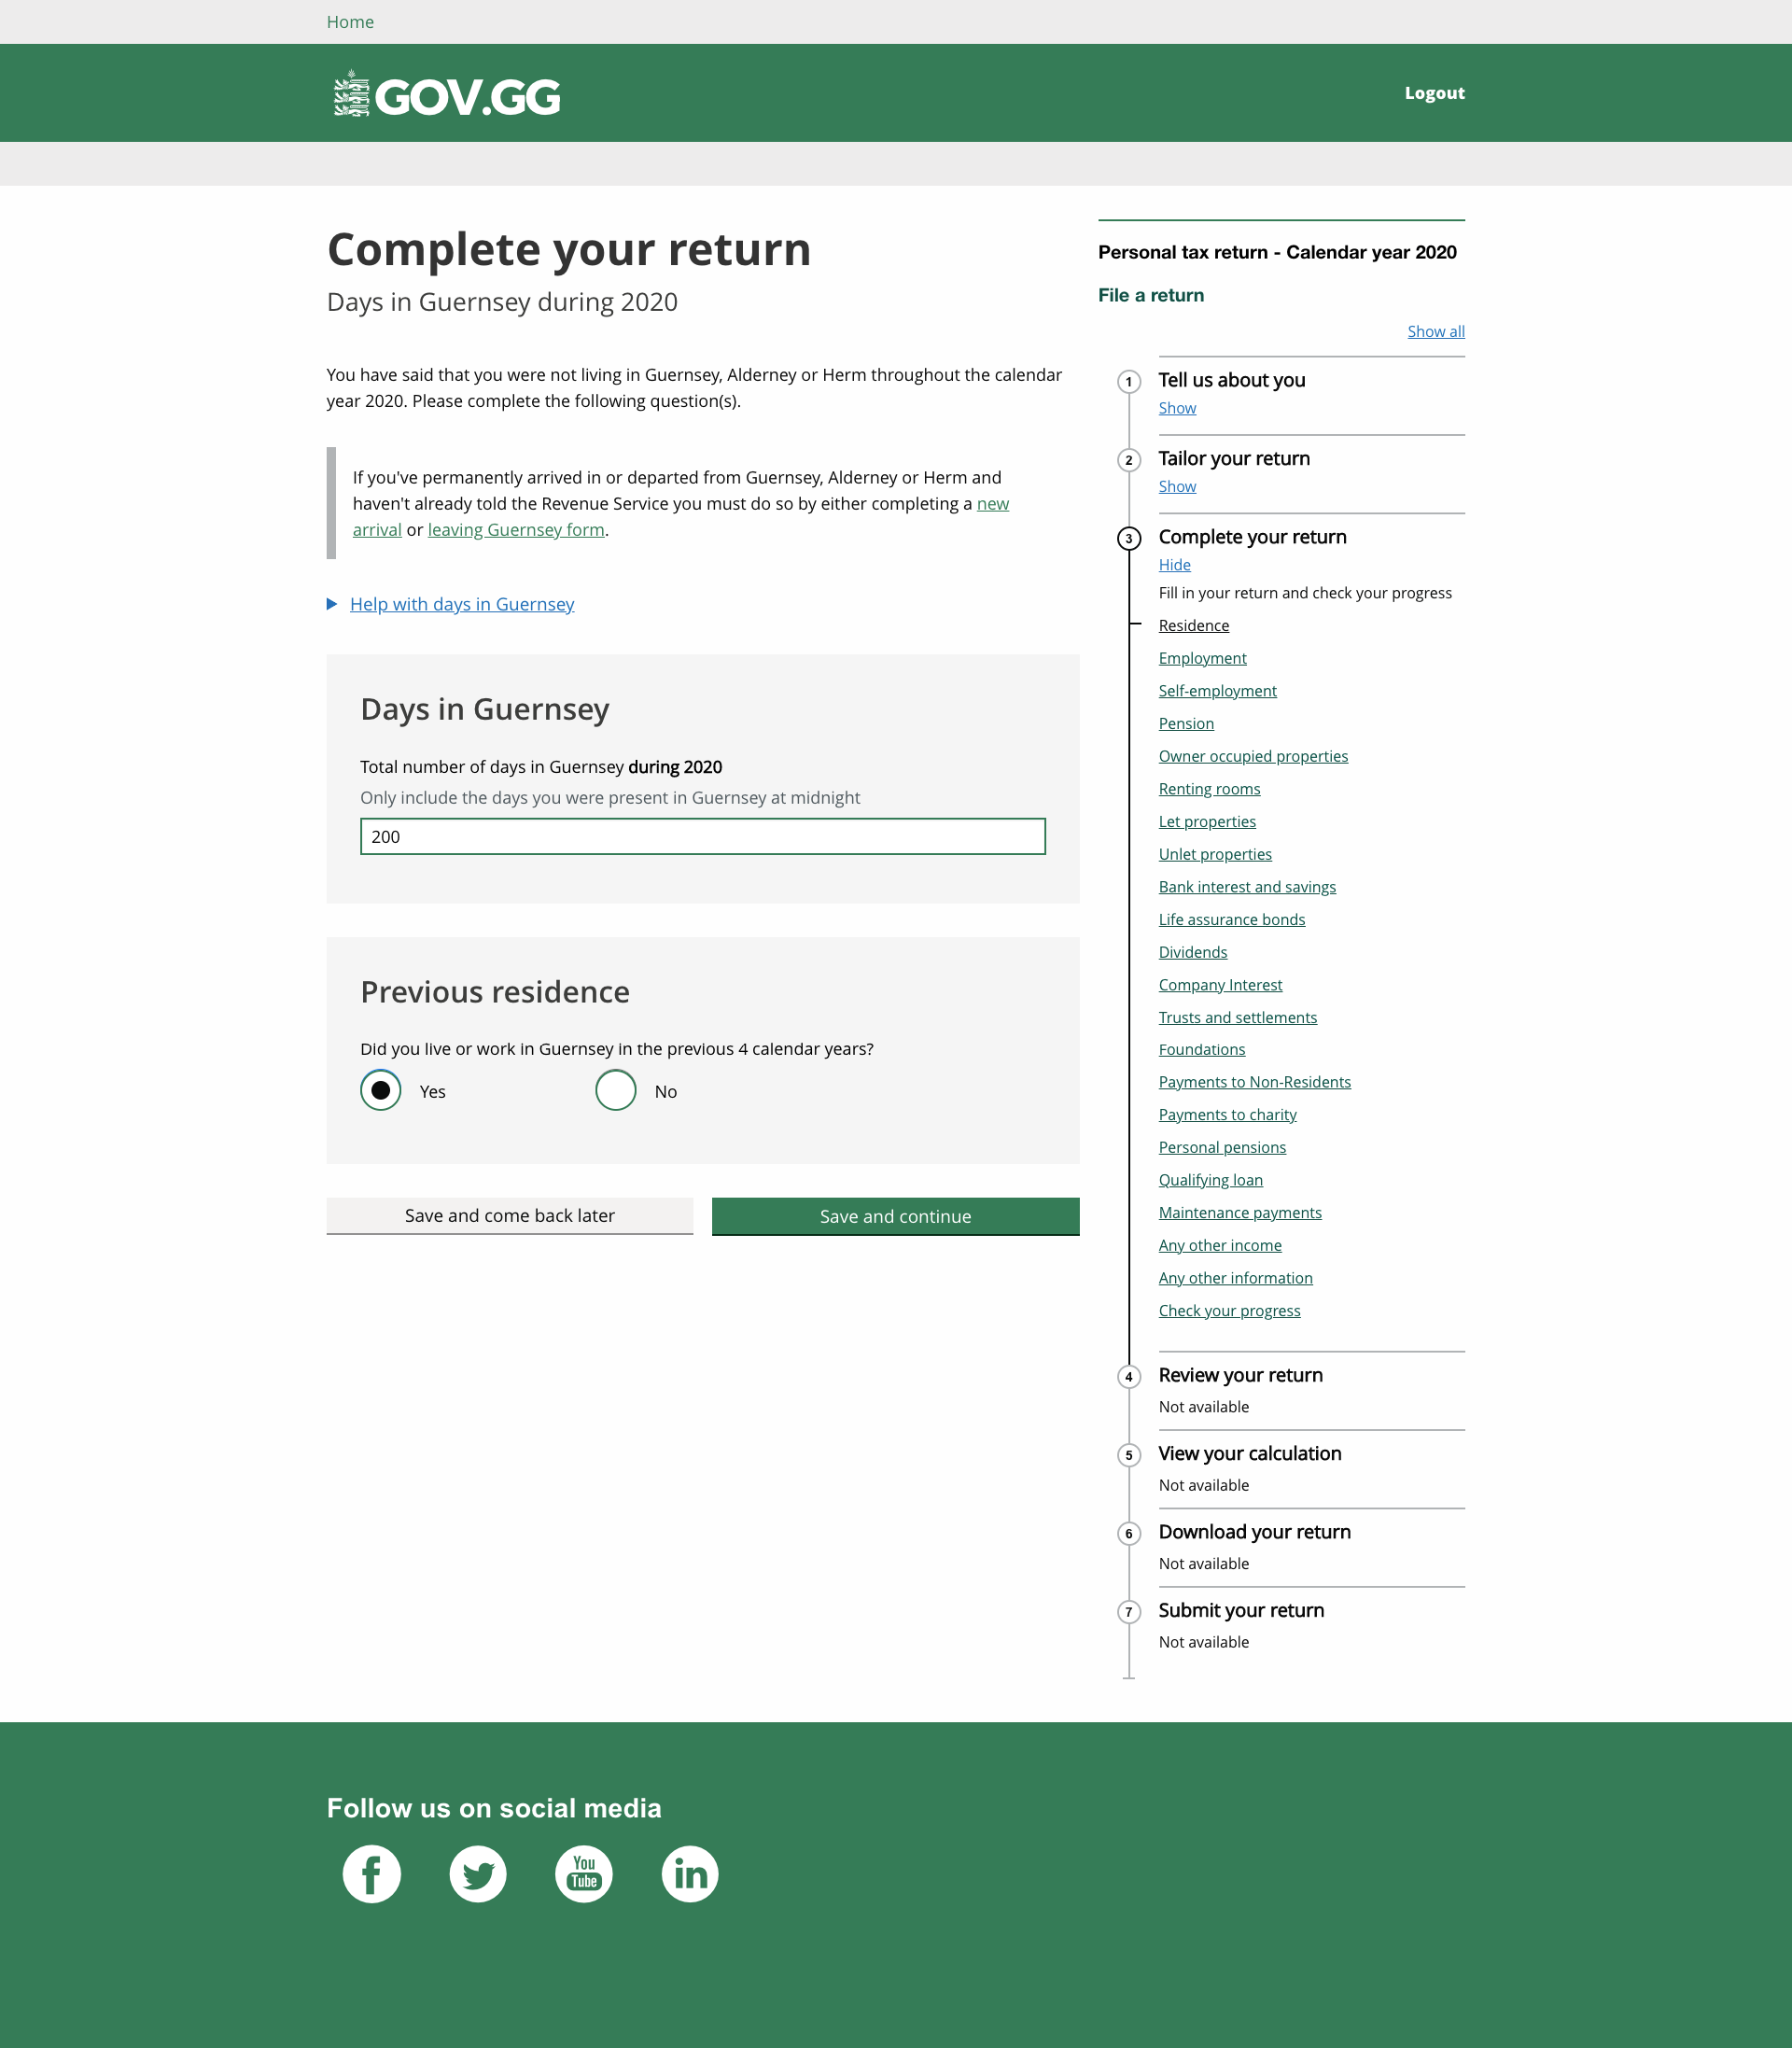 Home
GOV.GG
Logout
Complete your return
Days in Guernsey during 2020
You have said that you were not living in Guernsey, Alderney or Herm throughout the calendar
year 2020. Please complete the following question(s).
If you've permanently arrived in or departed from Guernsey, Alderney or Herm and
haven't already told the Revenue Service you must do so by either completing a new
arrival or leaving Guernsey form.
Help with days in Guernsey
Days in Guernsey
Total number of days in Guernsey during 2020
Only include the days you were present in Guernsey at midnight
200
Previous residence
Did you live or work in Guernsey in the previous 4 calendar years?
Yes
No
Save and come back later
Save and continue
Personal tax return - Calendar year 2020
File a return
Show all
1
Tell us about you
Show
2
Tailor your return
Show
3
Complete your return
Hide
Fill in your return and check your progress
Residence
Employment
Self-employment
Pension
Owner occupied properties
Renting rooms
Let properties
Unlet properties
Bank interest and savings
Life assurance bonds
Dividends
Company Interest
Trusts and settlements
Foundations
Payments to Non-Residents
Payments to charity
Personal pensions
Qualifying loan
Maintenance payments
Any other income
Any other information
Check your progress
4
Review your return
Not available
5
View your calculation
Not available
6
Download your return
Not available
7
Submit your return
Not available
Follow us on social media
f
You
Tube
in